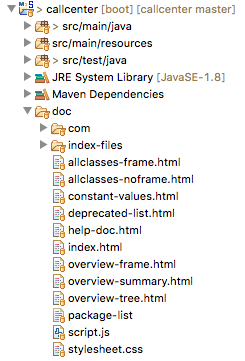 > callcenter [boot] [callcenter master]
> src/main/java
src/main/resources
> src/test/java
JRE System Library [JavaSE-1.8]
Maven Dependencies
doc
com
index-files
allclasses-frame.html
allclasses-noframe.html
constant-values.html
deprecated-list.html
help-doc.html
index.html
overview-frame.html
overview-summary.html
overview-tree.html
package-list
script.js
stylesheet.css